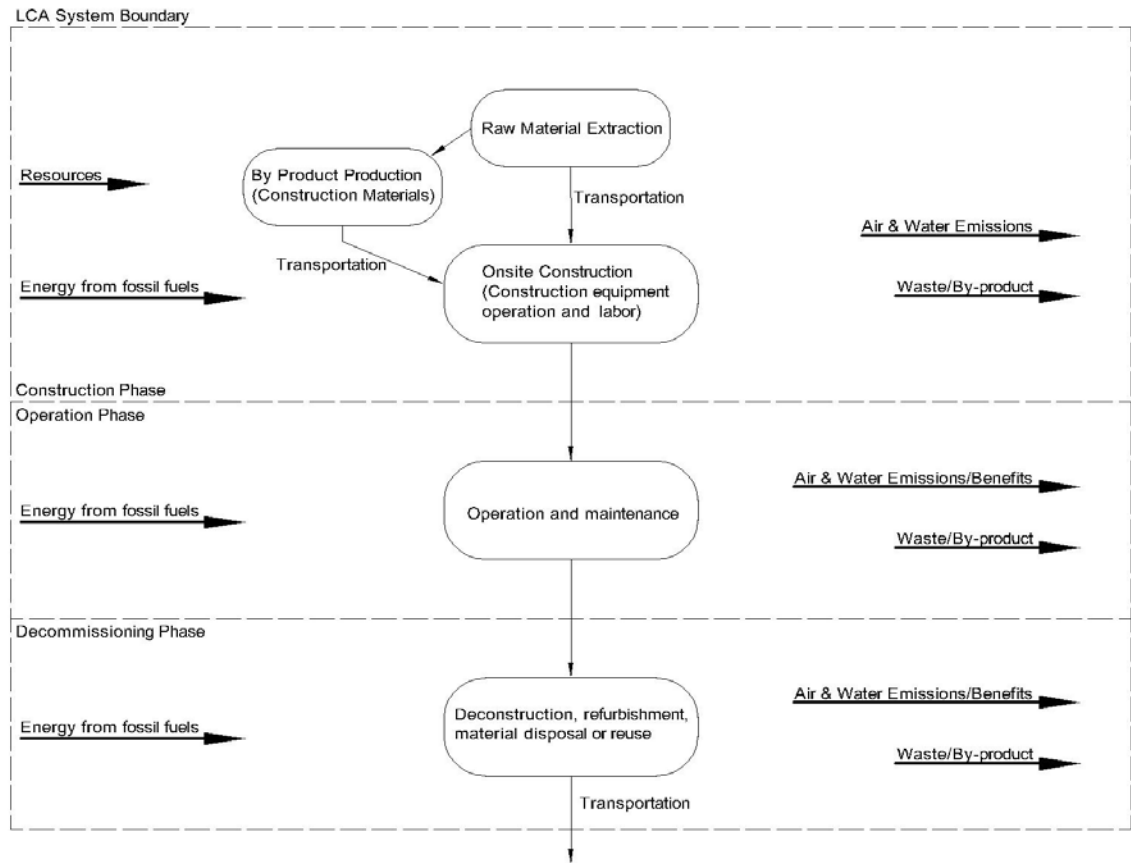 LCA System Boundary
Raw Material Extraction
Resources
By Product Production
(Construction Materials)
Transportation
Air & Water Emissions
Transportation
Onsite Construction
(Construction equipment
operation and labor)
Energy from fossil fuels
Waste/By-product
Construction Phase
Operation Phase
Air & Water Emissions/Benefits
Energy from fossil fuels
Operation and maintenance
Waste/By-product
Decommissioning Phase
Air & Water Emissions/Benefits
Energy from fossil fuels
Deconstruction, refurbishment,
material disposal or reuse
Waste/By-product
Transportation